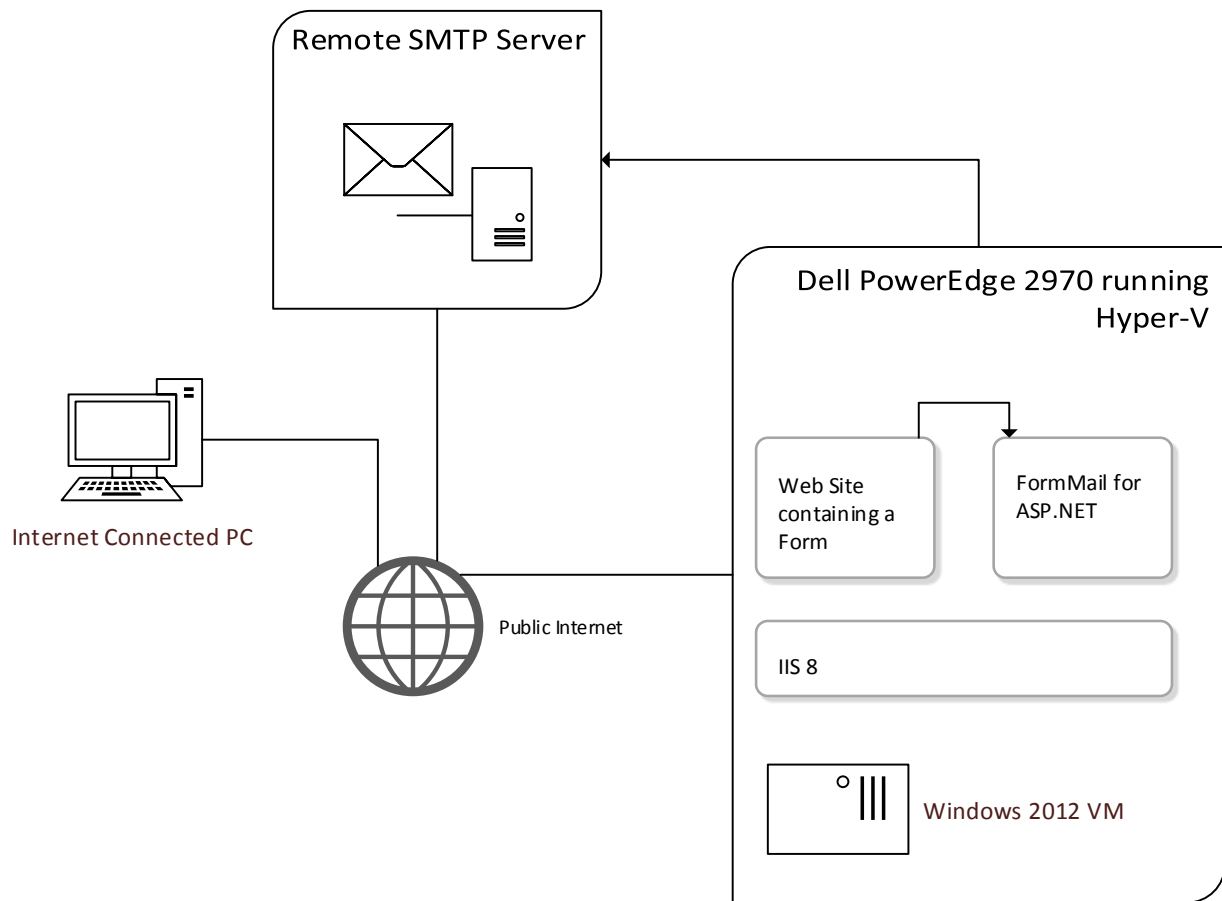 Remote SMTP Server
Dell PowerEdge 2970 running
Hyper-V
Web Site
containing a
Form
FormMail for
ASP.NET
Internet Connected PC
Public Internet
IIS 8
Windows 2012 VM